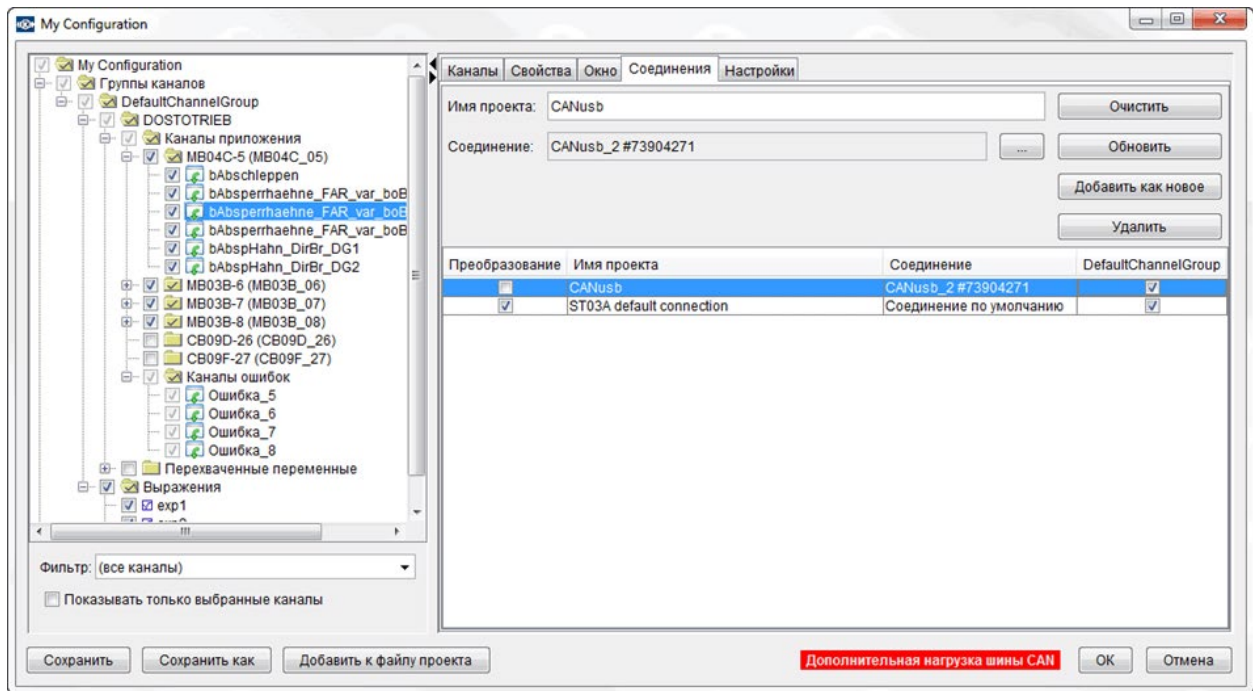 My Configuration
My Configuration
Группы каналов
DefaultChannelGroup
DOSTOTRIEB
Каналы приложения
MB04C-5 (MB04C_05)
bAbschleppen
bAbsperrhaehne_FAR_var_boB
bAbsperrhaehne_FAR_var_boB
bAbsperrhaehne_FAR_var_boB
bAbspHahn_DirBr_DG1
bAbspHahn_DirBr_DG2
MB03B-6 (MB03B_06)
MB03B-7 (MB03B_07)
MB03B-8 (MB03B_08)
CB09D-26 (CB09D_26)
CB09F-27 (CB09F_27)
Каналы ошибок
Ошибка_5
Ошибка_6
Ошибка_7
Ошибка_8
Перехваченные переменные
Выражения
exp1
Фильтр: (все каналы)
Показывать только выбранные каналы
Каналы Свойства Окно Соединения Настройки
Имя проекта: CANusb Очистить
Соединение: CANusb_2 #73904271 ... Обновить
Добавить как новое
Удалить
Преобразование Имя проекта Соединение DefaultChannelGroup
CANusb CANusb_2 #73904271
ST03A default connection Соединение по умолчанию
Сохранить Сохранить как Добавить к файлу проекта Дополнительная нагрузка шины CAN OK Отмена